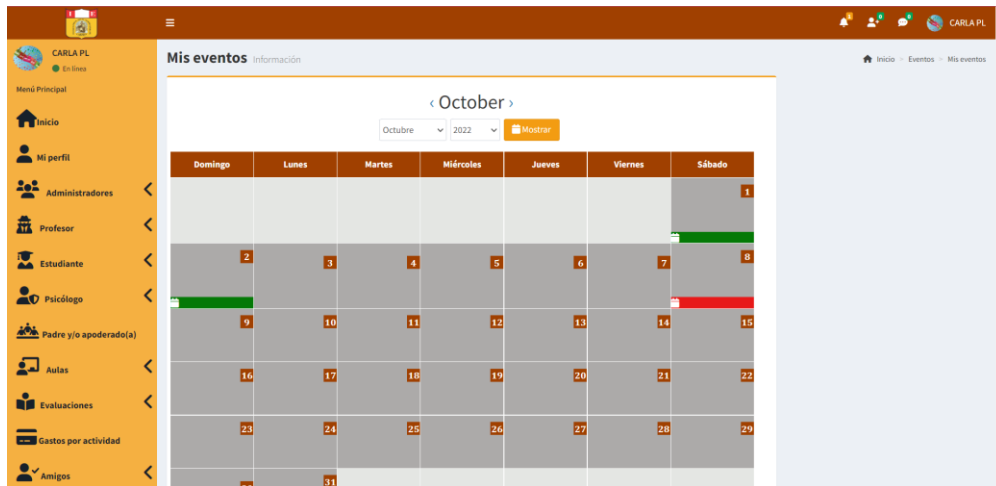 CARLA PL
CARLA PL
En línea
Mis eventos Información
Inicio > Eventos > Mis eventos
Menú Principal
Inicio
Mi perfil
Administradores
Profesor
Estudiante
Psicólogo
Padre y/o apoderado(a)
Aulas
Evaluaciones
Gastos por actividad
Amigos
‹ October ›
Octubre 2022 Mostrar
Domingo Lunes Martes Miércoles Jueves Viernes Sábado
1
2 3 4 5 6 7 8
9 10 11 12 13 14 15
16 17 18 19 20 21 22
23 24 25 26 27 28 29
31